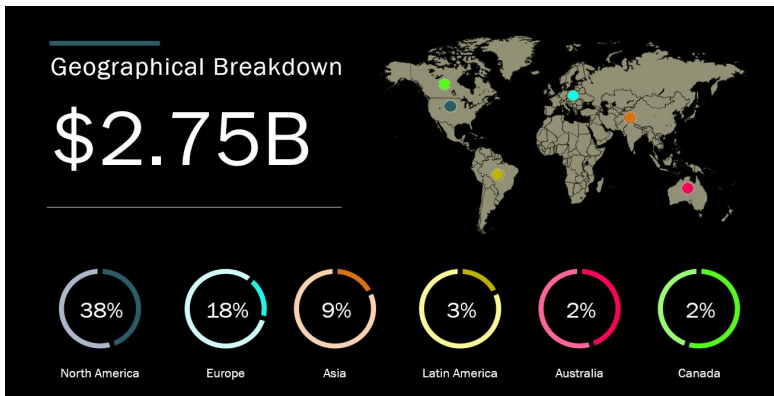 Geographical Breakdown
$2.75B
38%
18%
9%
3%
2%
2%
North America
Europe
Asia
Latin America
Australia
Canada